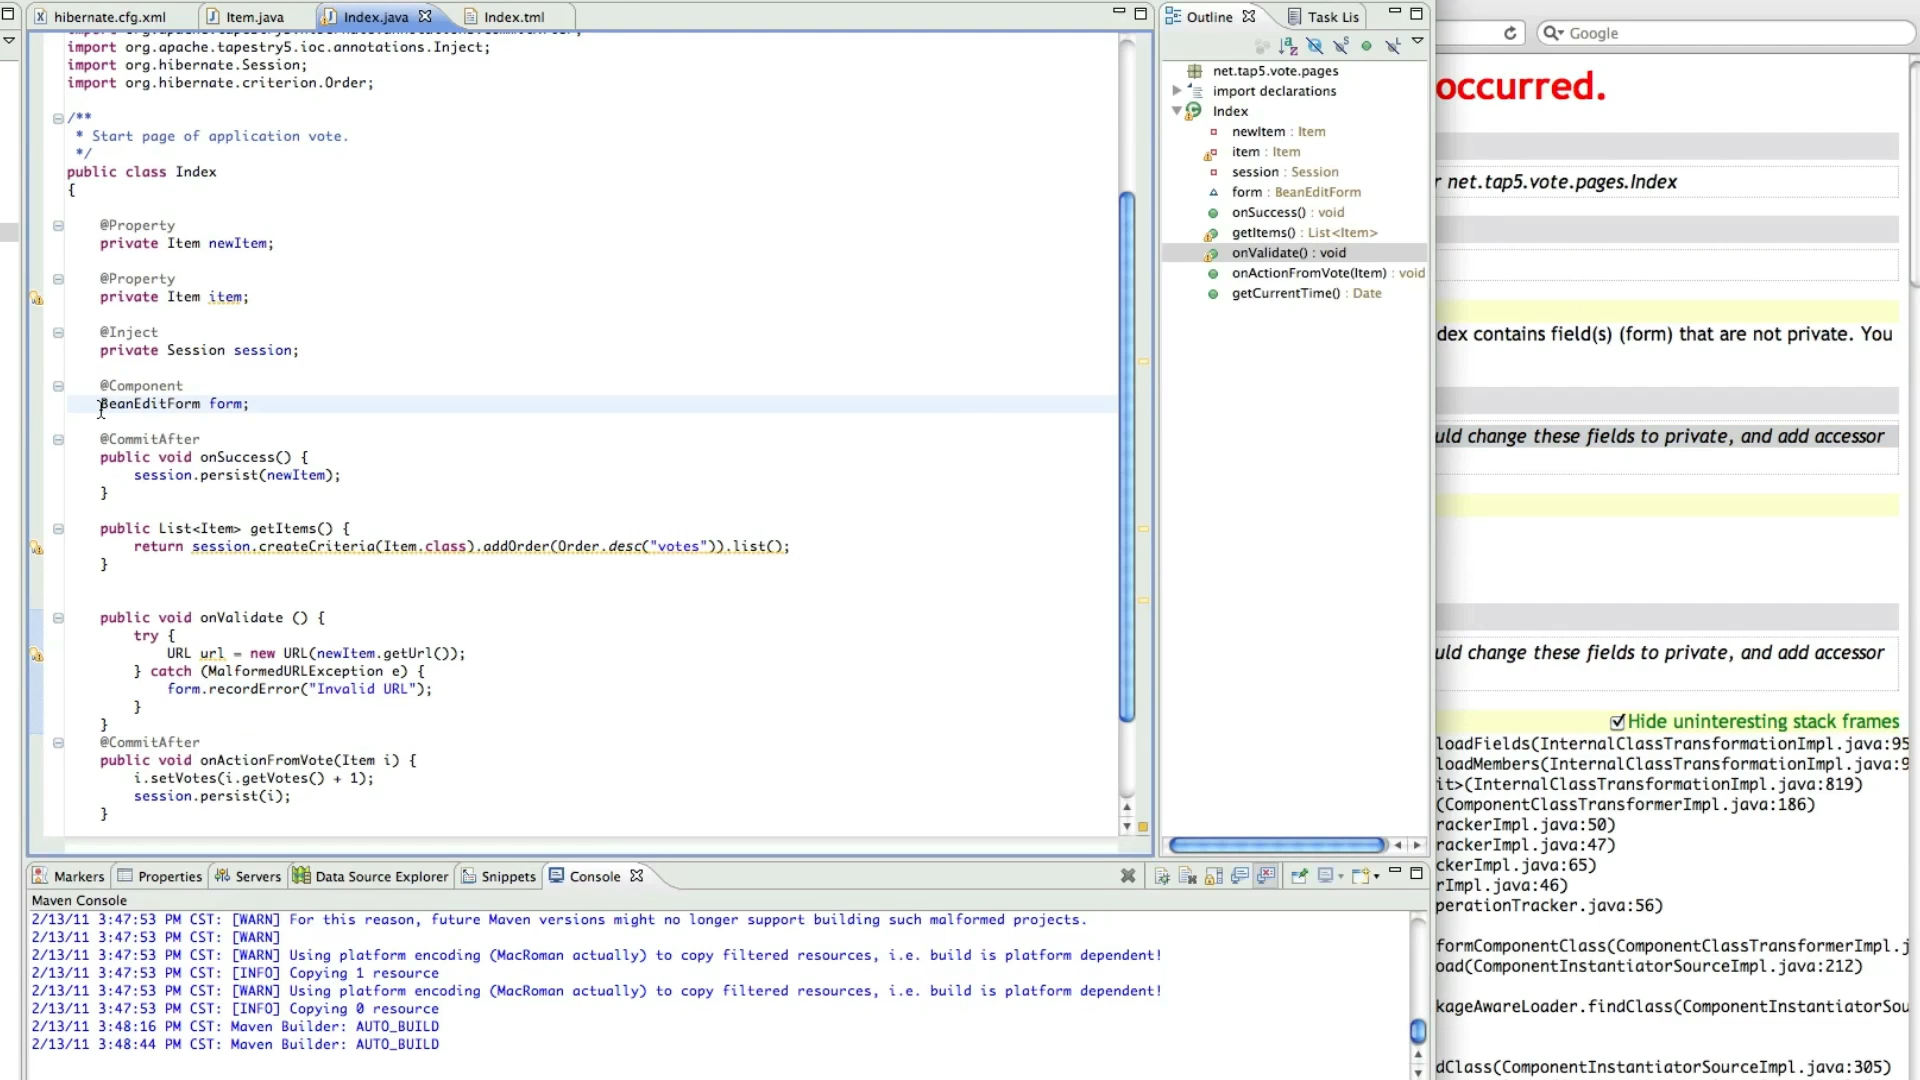 hibernate.cfg.xml
Item.java
Index.java
Index.tml
import org.apache.tapestry5.ioc.annotations.Inject;
import org.hibernate.Session;
import org.hibernate.criterion.Order;
/**
* Start page of application vote.
*/
public class Index
{
@Property
private Item newItem;
@Property
private Item item;
@Inject
private Session session;
@Component
BeanEditForm form;
@CommitAfter
public void onSuccess() {
session.persist(newItem);
}
public List<Item> getItems() {
return session.createCriteria(Item.class).addOrder(Order.desc("votes")).list();
}
public void onValidate () {
try {
URL url = new URL(newItem.getUrl());
} catch (MalformedURLException e) {
form.recordError("Invalid URL");
}
}
@CommitAfter
public void onActionFromVote(Item i) {
i.setVotes(i.getVotes() + 1);
session.persist(i);
}
Outline
Task Lis
net.tap5.vote.pages
import declarations
Index
newItem : Item
item : Item
session : Session
form : BeanEditForm
onSuccess() : void
getItems() : List<Item>
onValidate() : void
onActionFromVote(Item) : void
getCurrentTime() : Date
Markers
Properties
Servers
Data Source Explorer
Snippets
Console
Maven Console
2/13/11 3:47:53 PM CST: [WARN] For this reason, future Maven versions might no longer support building such malformed projects.
2/13/11 3:47:53 PM CST: [WARN]
2/13/11 3:47:53 PM CST: [WARN] Using platform encoding (MacRoman actually) to copy filtered resources, i.e. build is platform dependent!
2/13/11 3:47:53 PM CST: [INFO] Copying 1 resource
2/13/11 3:47:53 PM CST: [WARN] Using platform encoding (MacRoman actually) to copy filtered resources, i.e. build is platform dependent!
2/13/11 3:47:53 PM CST: [INFO] Copying 0 resource
2/13/11 3:48:16 PM CST: Maven Builder: AUTO_BUILD
2/13/11 3:48:44 PM CST: Maven Builder: AUTO_BUILD
Google
occurred.
r net.tap5.vote.pages.Index
dex contains field(s) (form) that are not private. You
uld change these fields to private, and add accessor
uld change these fields to private, and add accessor
Hide uninteresting stack frames
loadFields(InternalClassTransformationImpl.java:95
loadMembers(InternalClassTransformationImpl.java:9
it>(InternalClassTransformationImpl.java:819)
(ComponentClassTransformerImpl.java:186)
rackerImpl.java:50)
rackerImpl.java:47)
ckerImpl.java:65)
rImpl.java:46)
perationTracker.java:56)
formComponentClass(ComponentClassTransformerImpl.j
oad(ComponentInstantiatorSourceImpl.java:212)
kageAwareLoader.findClass(ComponentInstantiatorSou
dClass(ComponentInstantiatorSourceImpl.java:305)